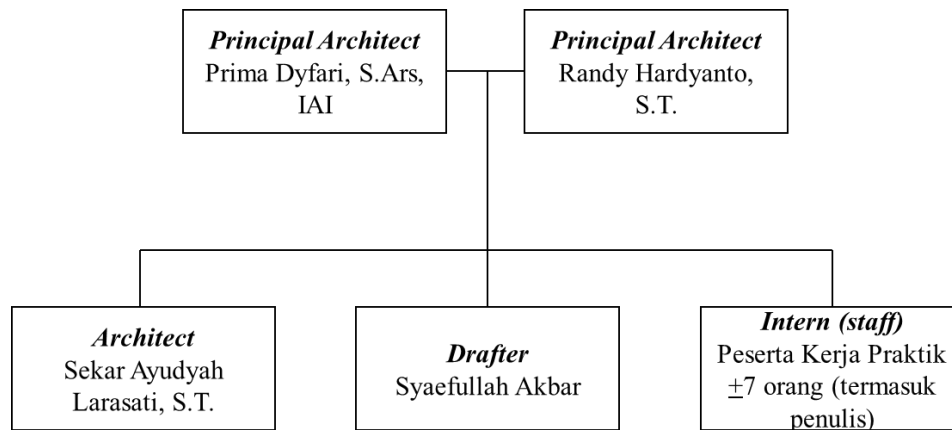 Principal Architect
Prima Dyfari, S.Ars,
IAI
Principal Architect
Randy Hardyanto,
S.T.
Architect
Sekar Ayudyah
Larasati, S.T.
Drafter
Syaefullah Akbar
Intern (staff)
Peserta Kerja Praktik
±7 orang (termasuk
penulis)